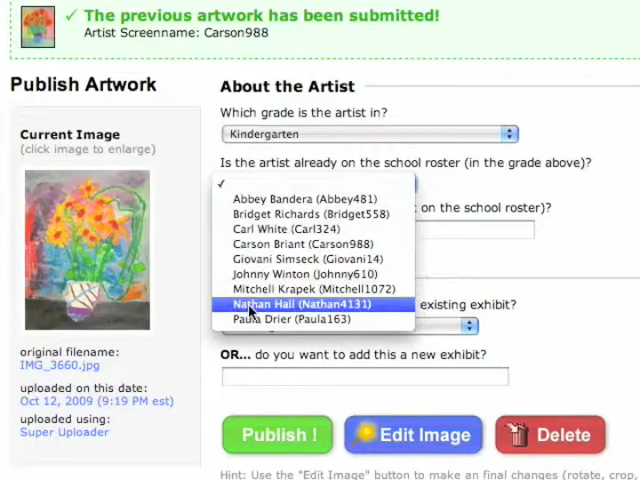 ✓ The previous artwork has been submitted!
Artist Screenname: Carson988
Publish Artwork
Current Image
(click image to enlarge)
original filename:
IMG_3660.jpg
uploaded on this date:
Oct 12, 2009 (9:19 PM est)
uploaded using:
Super Uploader
About the Artist
Which grade is the artist in?
Kindergarten
Is the artist already on the school roster (in the grade above)?
✓
Abbey Bandera (Abbey481)
Bridget Richards (Bridget558)
Carl White (Carl324)
Carson Briant (Carson988)
Giovani Simseck (Giovani14)
Johnny Winton (Johnny610)
Mitchell Krapek (Mitchell1072)
Nathan Hall (Nathan4131)
Paula Drier (Paula163)
on the school roster)?
existing exhibit?
OR... do you want to add this a new exhibit?
Publish !
Edit Image
Delete
Hint: Use the "Edit Image" button to make an final changes (rotate, crop,